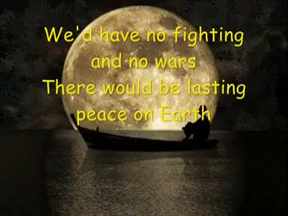 We'd have no fighting
and no wars
There would be lasting
peace on Earth